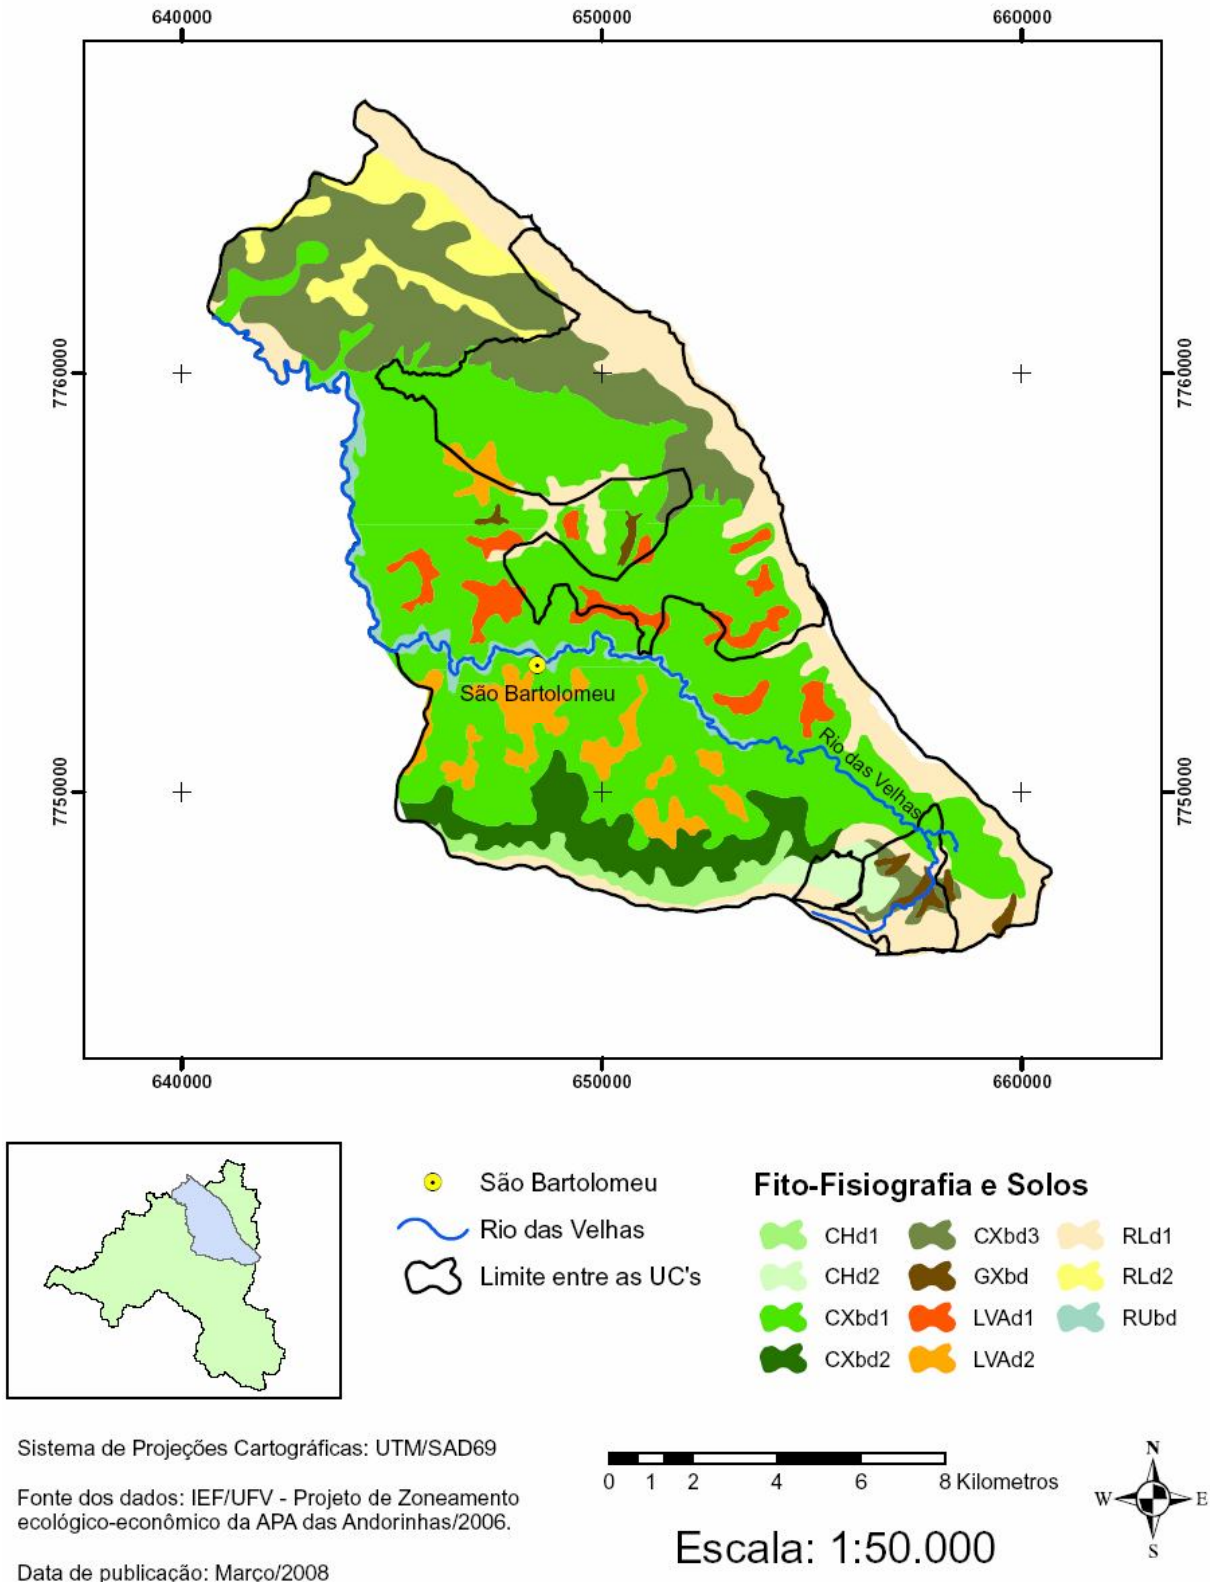 640000
650000
660000
7760000
7760000
São Bartolomeu
Rio das Velhas
7750000
7750000
640000
650000
660000
São Bartolomeu
Rio das Velhas
Limite entre as UC's
Fito-Fisiografia e Solos
CHd1
CXbd3
RLd1
CHd2
GXbd
RLd2
CXbd1
LVAd1
RUbd
CXbd2
LVAd2
Sistema de Projeções Cartográficas: UTM/SAD69
Fonte dos dados: IEF/UFV - Projeto de Zoneamento
ecológico-econômico da APA das Andorinhas/2006.
Data de publicação: Março/2008
0 1 2 4 6 8 Kilometros
Escala: 1:50.000
N
W
E
S